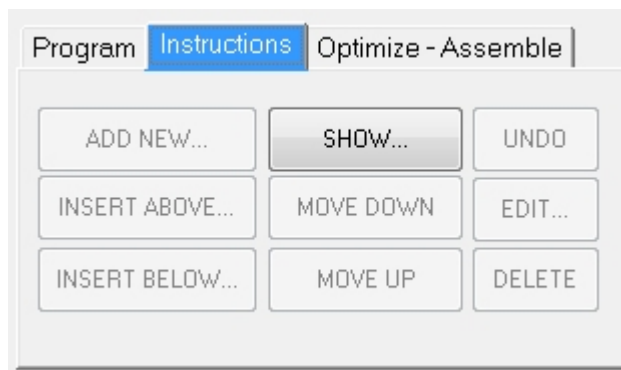 Program Instructions Optimize - Assemble
ADD NEW... SHOW... UNDO
INSERT ABOVE... MOVE DOWN EDIT...
INSERT BELOW... MOVE UP DELETE